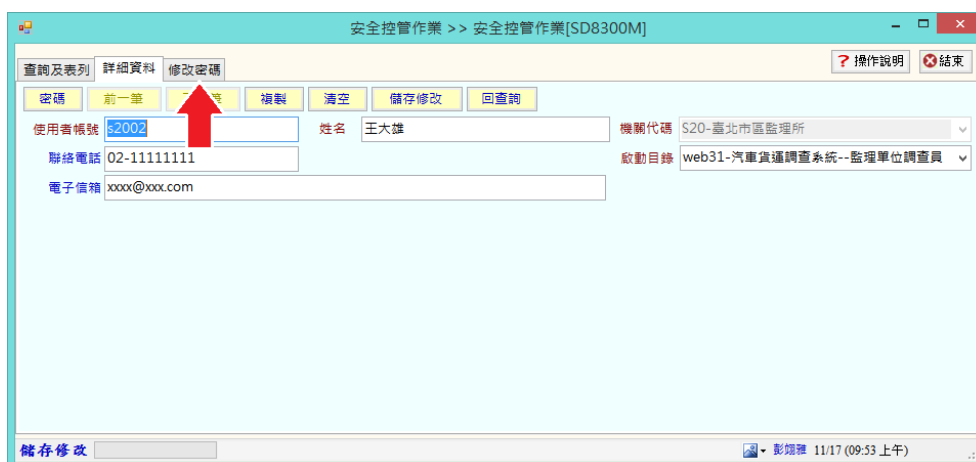 安全控管作業 >> 安全控管作業[SD8300M]
? 操作說明 結束
查詢及表列 詳細資料 修改密碼
密碼 前一筆 筆 複製 清空 儲存修改 回查詢
使用者帳號 s2002 姓名 王大雄 機關代碼 S20-臺北市區監理所
聯絡電話 02-11111111 啟動目錄 web31-汽車貨運調查系統--監理單位調查員
電子信箱 xxxx@xxx.com
儲存修改 彭翊雅 11/17 (09:53 上午)